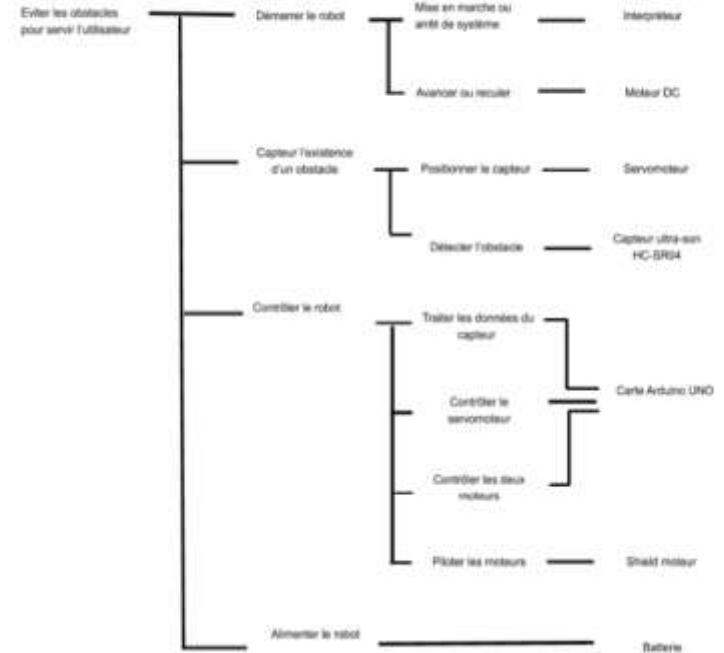 Eviter les obstacles
pour servir l'utilisateur
Démarrer le robot
Mise en marche ou
arrêt de système
Interpréteur
Avancer ou reculer
Moteur DC
Capteur l'existence
d'un obstacle
Positionner le capteur
Servomoteur
Détecter l'obstacle
Capteur ultra-son
HC-SR04
Contrôler le robot
Traiter les données du
capteur
Carte Arduino UNO
Contrôler le
servomoteur
Contrôler les deux
moteurs
Piloter les moteurs
Shield moteur
Alimenter le robot
Batterie